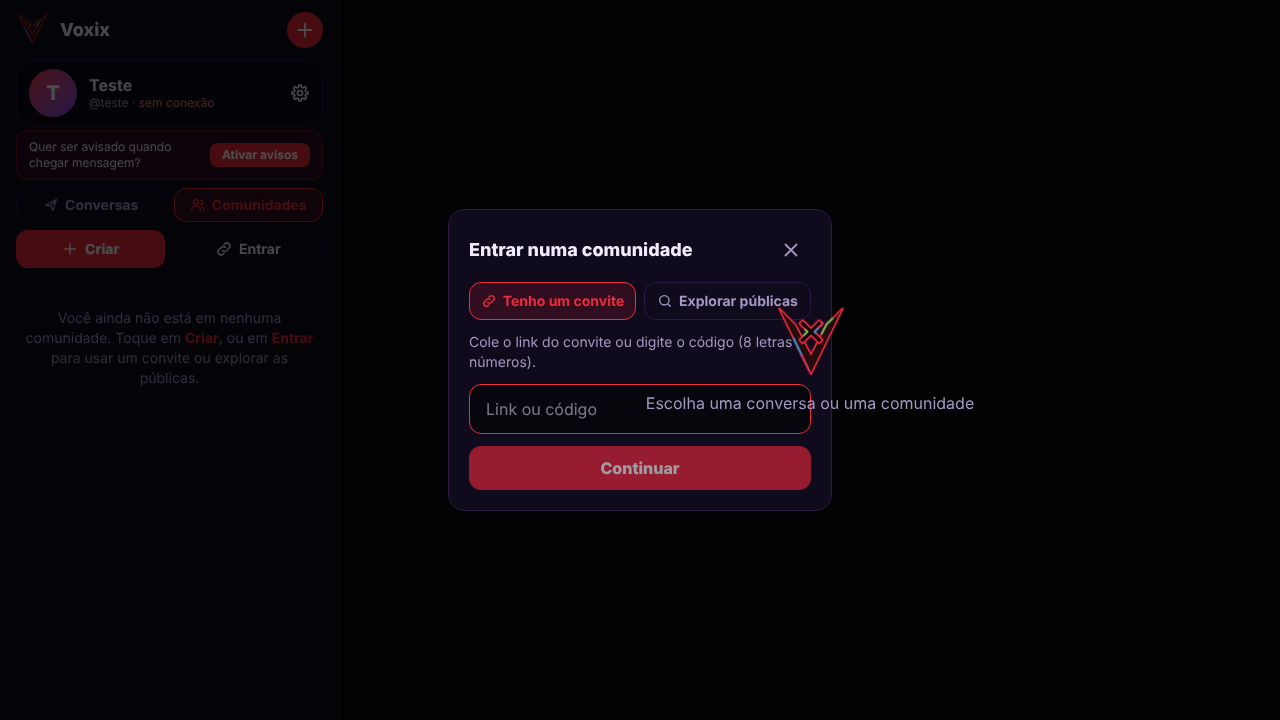 Voxix
T
Teste
@teste · sem conexão
Quer ser avisado quando
chegar mensagem?
Ativar avisos
Conversas
Comunidades
Criar
Entrar
Você ainda não está em nenhuma
comunidade. Toque em Criar, ou em Entrar
para usar um convite ou explorar as
públicas.
Entrar numa comunidade
Tenho um convite
Explorar públicas
Cole o link do convite ou digite o código (8 letras
números).
Link ou código
Escolha uma conversa ou uma comunidade
Continuar